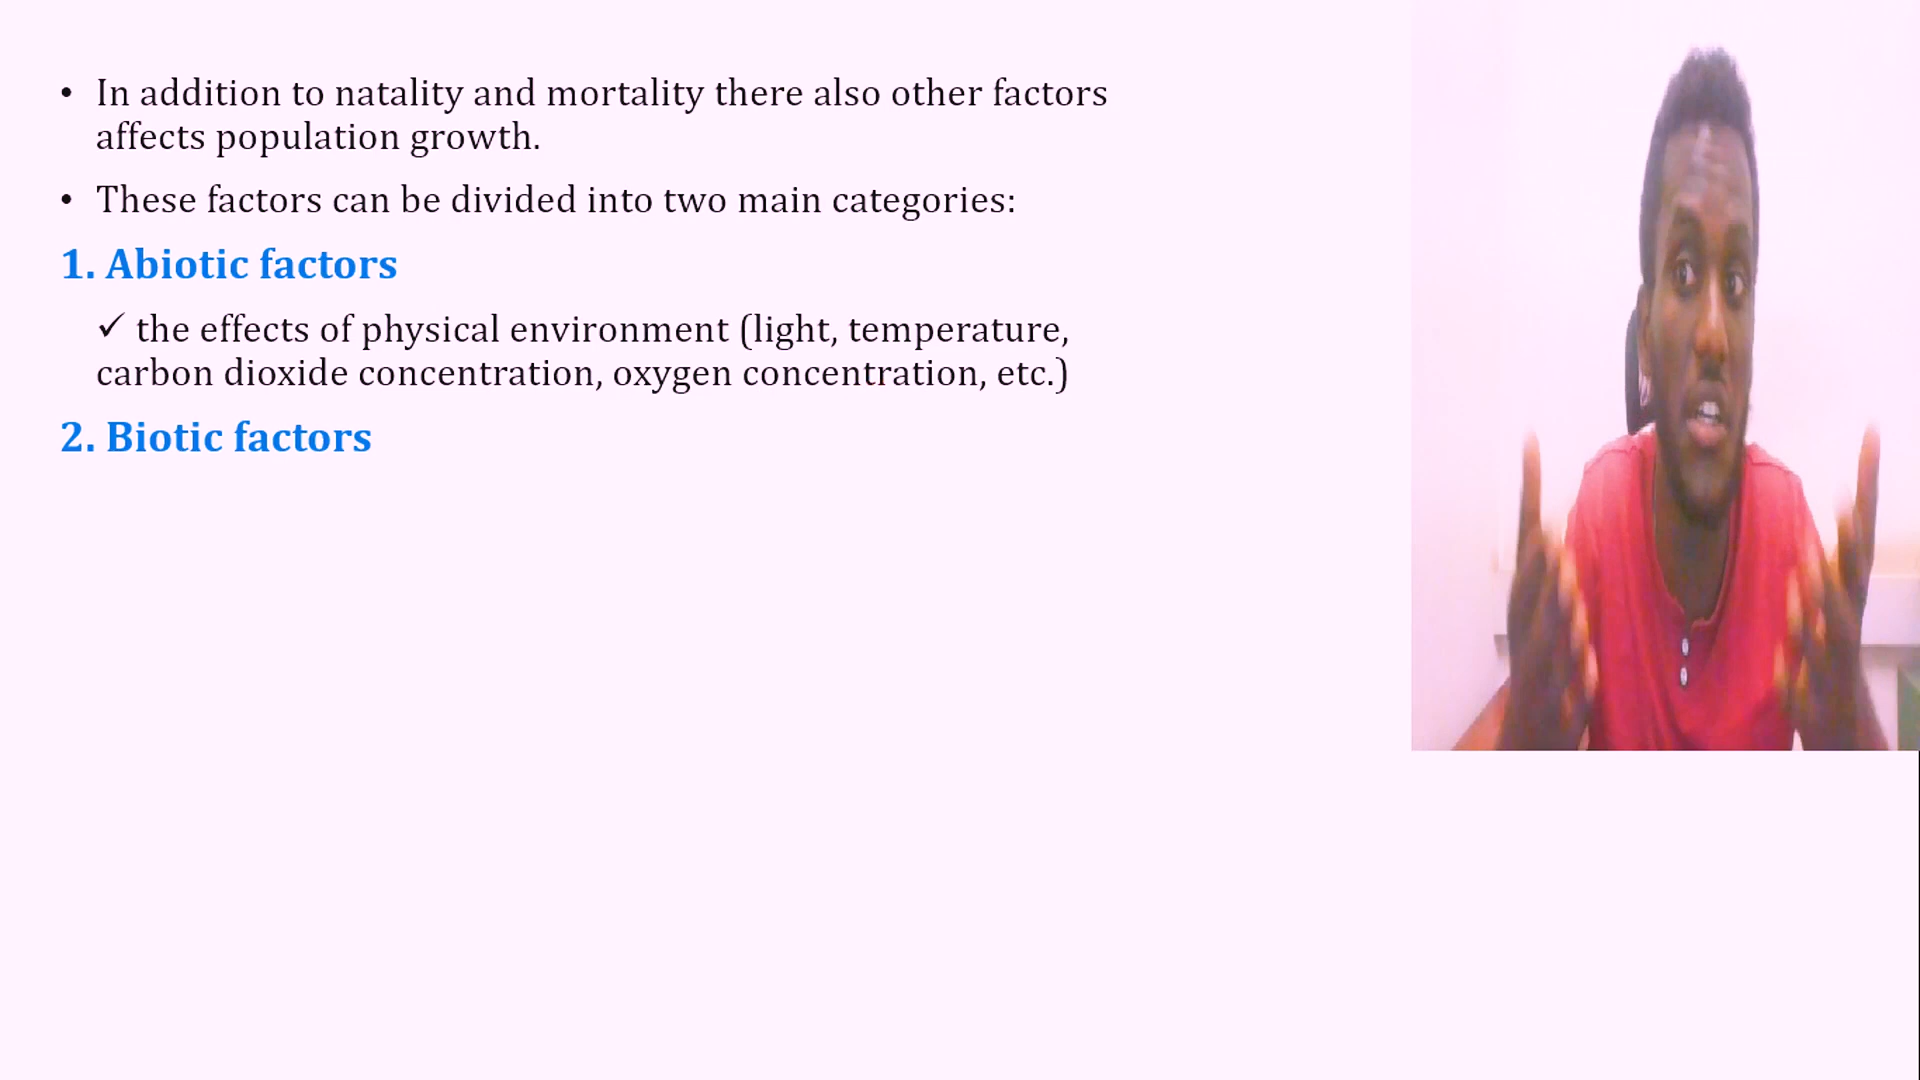 • In addition to natality and mortality there also other factors
affects population growth.
• These factors can be divided into two main categories:
1. Abiotic factors
✓ the effects of physical environment (light, temperature,
carbon dioxide concentration, oxygen concentration, etc.)
2. Biotic factors